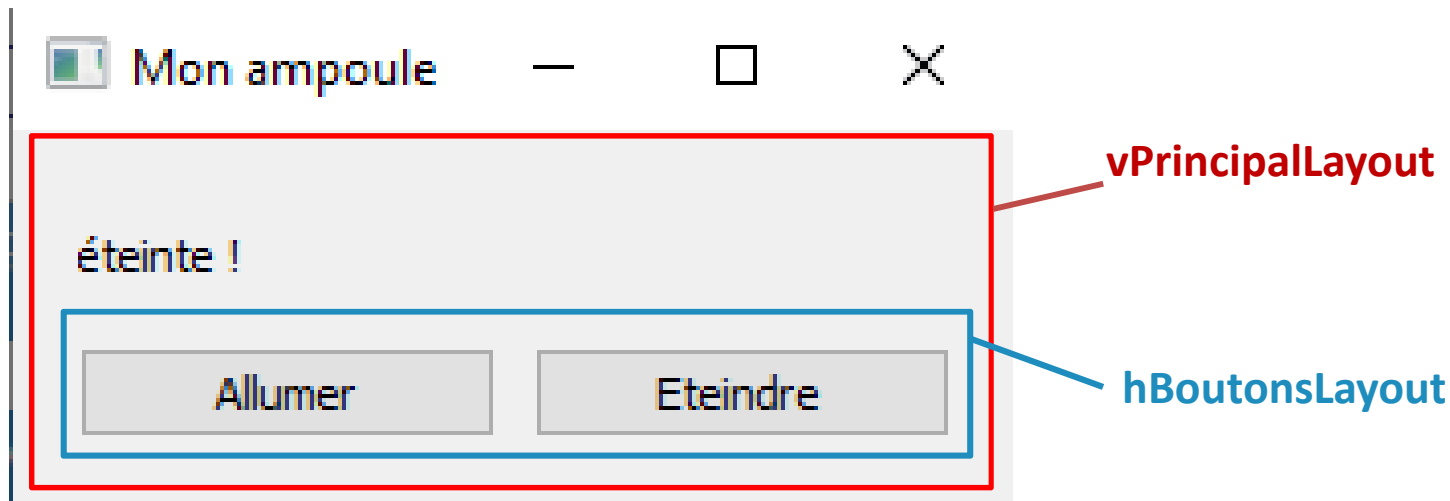 Mon ampoule
vPrincipalLayout
éteinte !
Allumer Eteindre
hBoutonsLayout